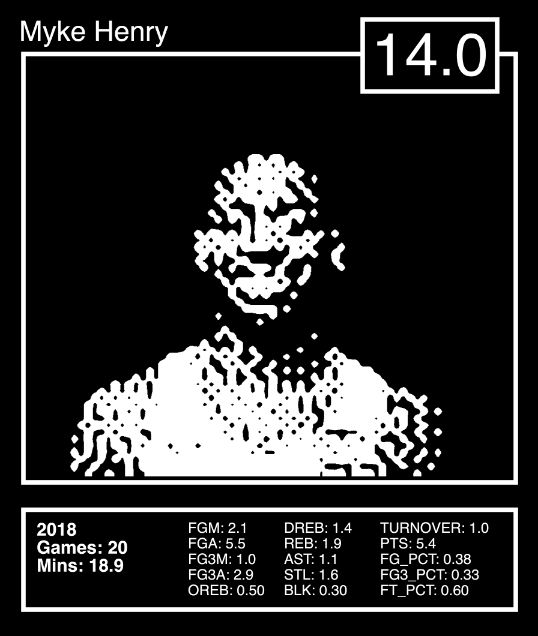 Myke Henry
14.0
2018
Games: 20
Mins: 18.9
FGM: 2.1
FGA: 5.5
FG3M: 1.0
FG3A: 2.9
OREB: 0.50
DREB: 1.4
REB: 1.9
AST: 1.1
STL: 1.6
BLK: 0.30
TURNOVER: 1.0
PTS: 5.4
FG_PCT: 0.38
FG3_PCT: 0.33
FT_PCT: 0.60